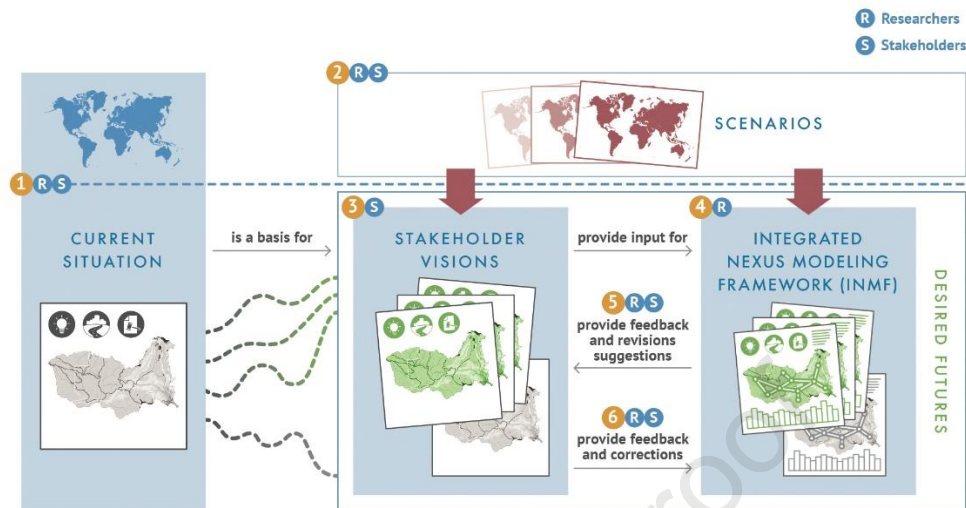 R Researchers
S Stakeholders
2 R S
SCENARIOS
1 R S
3 S
4 R
CURRENT
SITUATION
is a basis for
STAKEHOLDER
VISIONS
provide input for
INTEGRATED
NEXUS MODELING
FRAMEWORK (INMF)
5 R S
provide feedback
and revisions
suggestions
6 R S
provide feedback
and corrections
DESIRED FUTURES